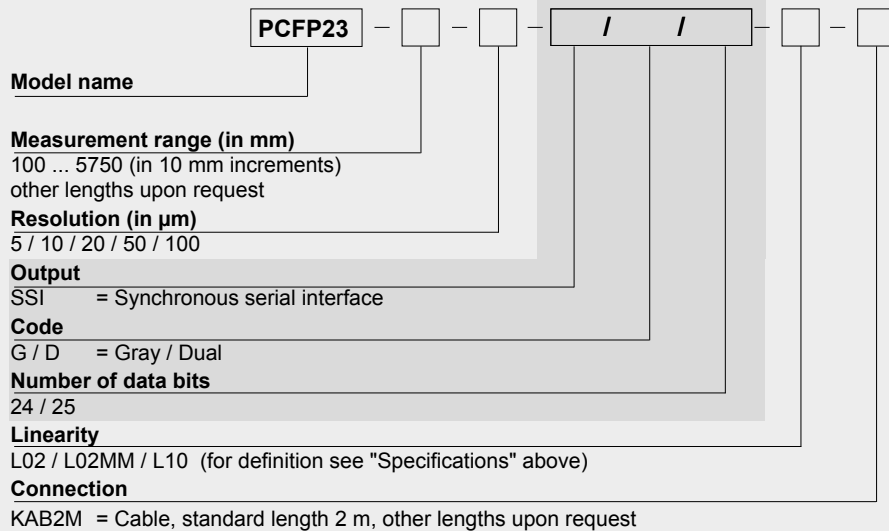 PCFP23 – – – / / – –
Model name
Measurement range (in mm)
100 ... 5750 (in 10 mm increments)
other lengths upon request
Resolution (in µm)
5 / 10 / 20 / 50 / 100
Output
SSI = Synchronous serial interface
Code
G / D = Gray / Dual
Number of data bits
24 / 25
Linearity
L02 / L02MM / L10 (for definition see "Specifications" above)
Connection
KAB2M = Cable, standard length 2 m, other lengths upon request